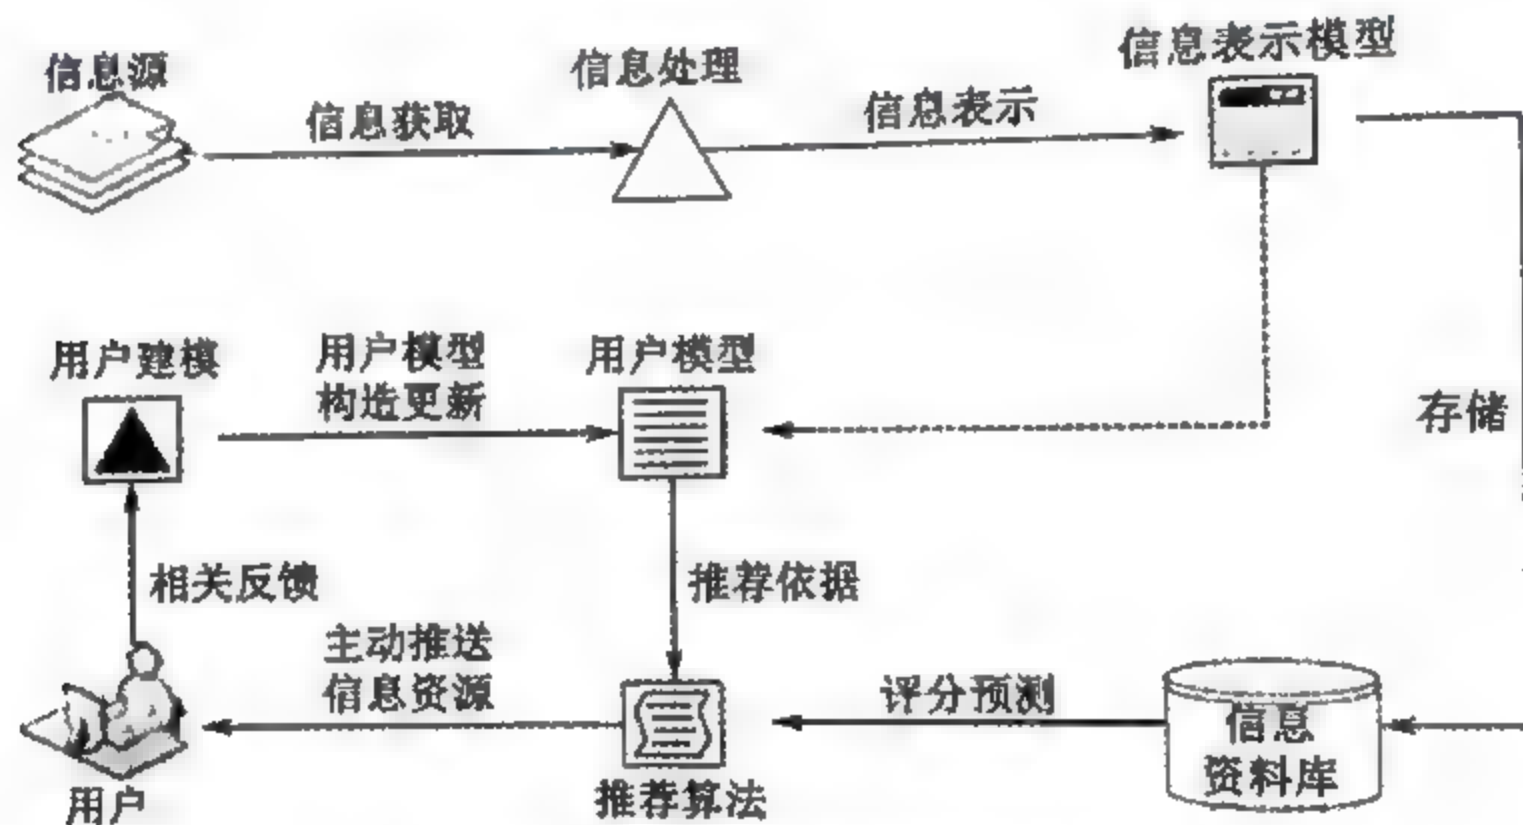 信息源
信息获取
信息处理
信息表示
信息表示模型
用户建模
用户模型
构造更新
用户模型
存储
相关反馈
推荐依据
主动推送
信息资源
评分预测
信息
资料库
用户
推荐算法